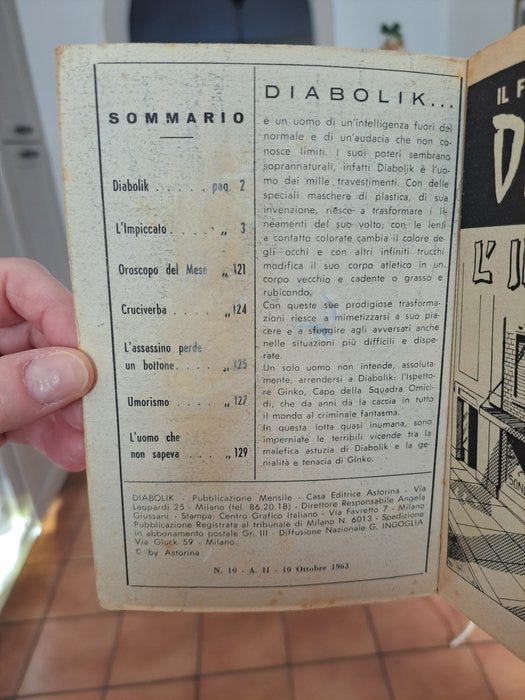 SOMMARIO
Diabolik . . . . . . pag. 2
L'Impiccalo . . . . . „ 3
Oroscopo del Mese „ 121
Cruciverba . . . . „ 124
L'assassino perde
un bottone. . . . . „ 125
Umorismo . . . . „ 127
L'uomo che
non sapeva . . . . „ 129
DIABOLIK...
è un uomo di un'intelligenza fuori del
normale e di un'audacia che non co-
nosce limiti. I suoi poteri sembrano
soprannaturali, infatti Diabolik è l'uo-
mo dai mille travestimenti. Con delle
speciali maschere di plastica, di sua
invenzione, riesce a trasformare i li-
neamenti del suo volto; con le lenti
a contatto colorate cambia il colore de-
gli occhi e con altri infiniti trucchi
modifica il suo corpo atletico in un
corpo vecchio e cadente o grasso e
rubicondo.
Con queste sue prodigiose trasforma-
zioni riesce a mimetizzarsi a suo pia-
cere e a sfuggire agli avversari anche
nelle situazioni più difficili e dispe-
rate.
Un solo uomo non intende, assoluta-
mente, arrendersi a Diabolik: l'Ispetto-
re Ginko, Capo della Squadra Omici-
di, che da anni dà la caccia in tutto
il mondo al criminale fantasma.
In questa lotta quasi inumana, sono
imperniate le terribili vicende tra la
malefica astuzia di Diabolik e la ge-
nialità e tenacia di Ginko.
DIABOLIK - Pubblicazione Mensile - Casa Editrice Astorina - Via
Leopardi 25 - Milano (tel. 86.20.18) - Direttore Responsabile Angela
Giussani - Stampa Centro Grafico Italiano - Via Favretto 7 - Milano
Pubblicazione Registrata al tribunale di Milano N. 6013 - Spedizione
in abbonamento postale Gr. III - Diffusione Nazionale G. INGOGLIA
Via Gluck 59 - Milano.
© by Astorina
N. 10 - A. II - 10 Ottobre 1963
IL F
D
L'I